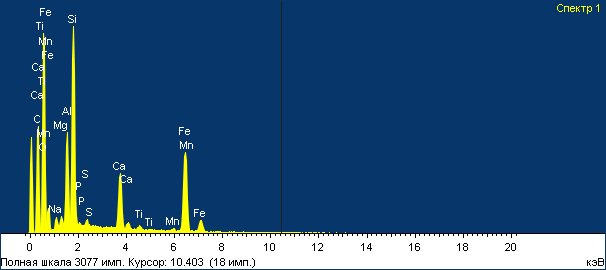 Спектр 1
Fe
Si
Ti
Mn
Fe
Ca
Ti
Ca
Al
C
Mg
Mn
O
Fe
Mn
Ca
Ca
S
P
P
Na
S
Ti
Ti
Mn
Fe
0 2 4 6 8 10 12 14 16 18 20
Полная шкала 3077 имп. Курсор: 10.403 (18 имп.) кэВ